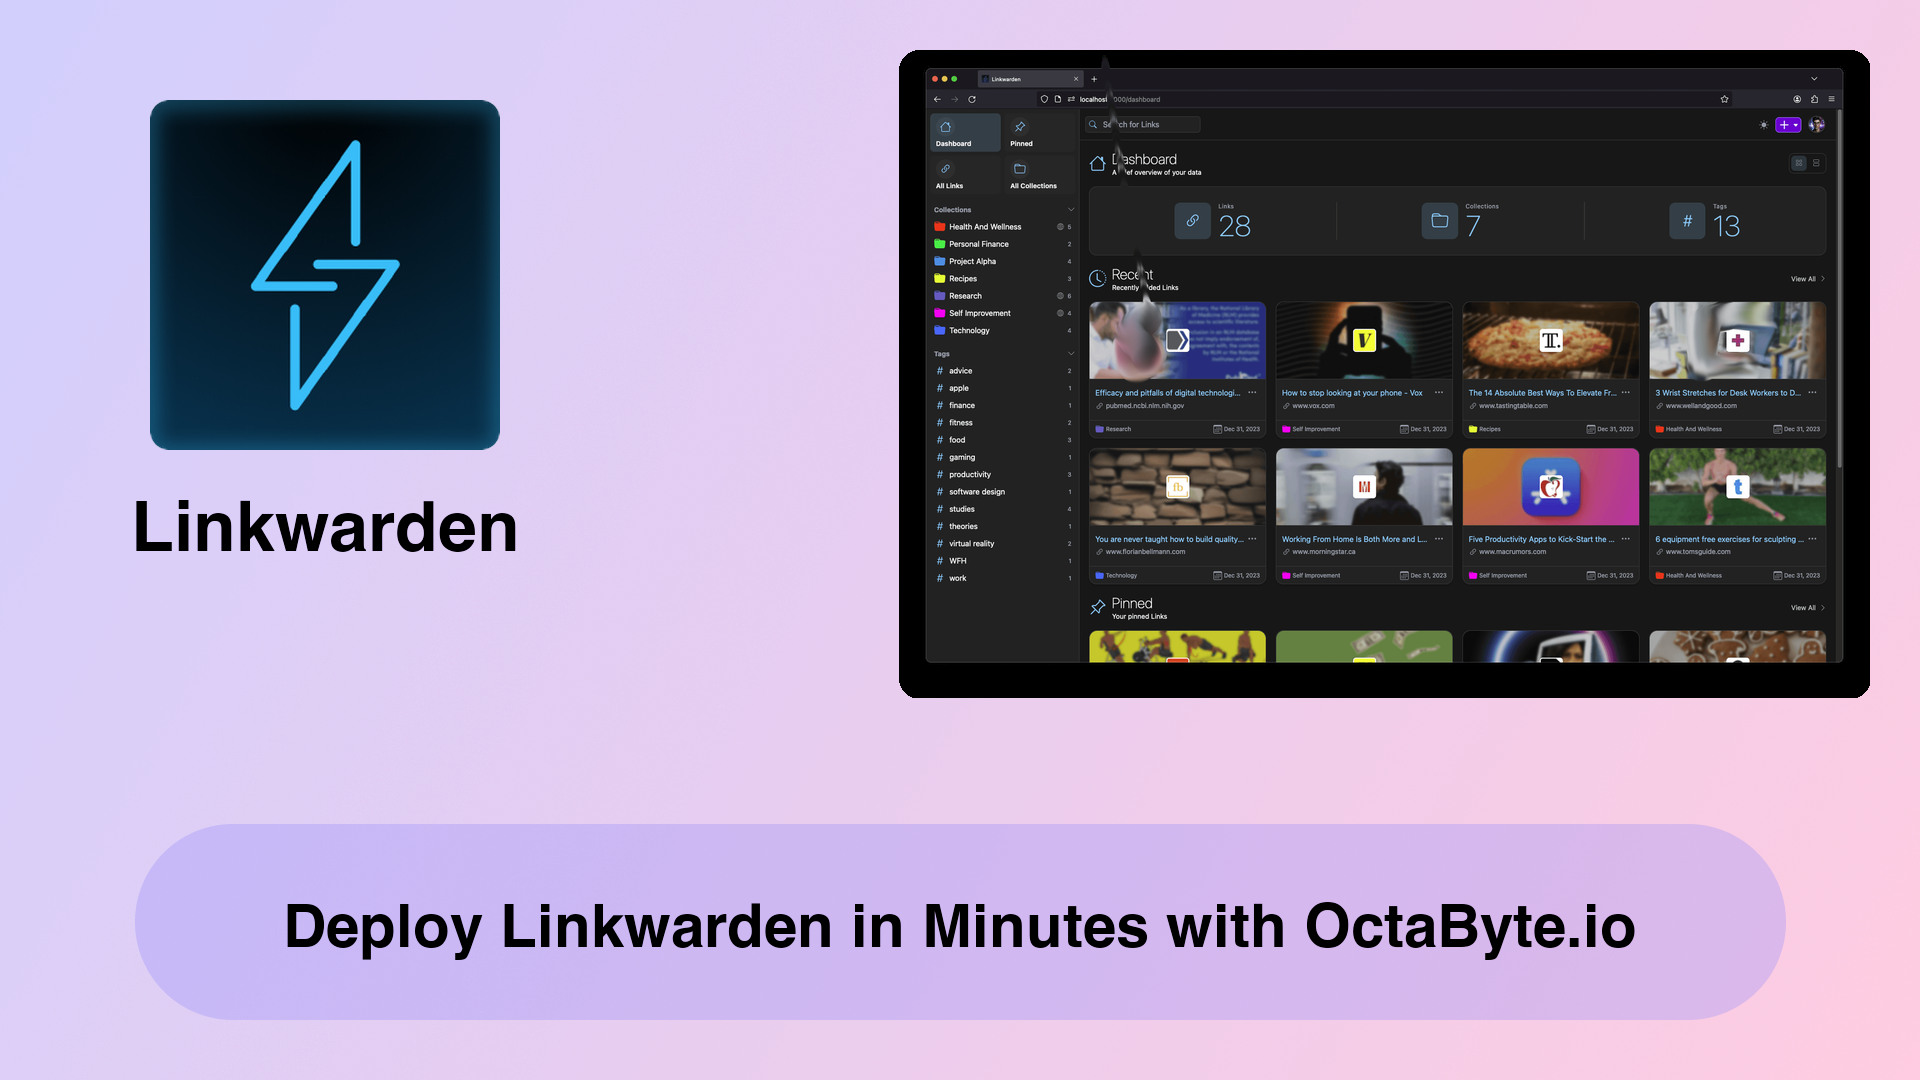 Linkwarden
Linkwarden
localhost:3000/dashboard
Search for Links
Dashboard
Pinned
All Links
All Collections
Collections
Health And Wellness 6
Personal Finance 2
Project Alpha 4
Recipes 3
Research 6
Self Improvement 4
Technology 4
Tags
# advice 2
# apple 1
# finance 1
# fitness 2
# food 3
# gaming 1
# productivity 3
# software design 1
# studies 4
# theories 1
# virtual reality 2
# WFH 1
# work 1
Dashboard
A brief overview of your data
Links
28
Collections
7
# Tags
13
Recent
Recently Added Links
View All
Efficacy and pitfalls of digital technologi...
pubmed.ncbi.nlm.nih.gov
Research Dec 31, 2023
V
How to stop looking at your phone - Vox
www.vox.com
Self Improvement Dec 31, 2023
T.
The 14 Absolute Best Ways To Elevate Fr...
www.tastingtable.com
Recipes Dec 31, 2023
3 Wrist Stretches for Desk Workers to D...
www.wellandgood.com
Health And Wellness Dec 31, 2023
fb
You are never taught how to build quality...
www.florianbellmann.com
Technology Dec 31, 2023
M
Working From Home Is Both More and L...
www.morningstar.ca
Self Improvement Dec 31, 2023
Five Productivity Apps to Kick-Start the ...
www.macrumors.com
Self Improvement Dec 31, 2023
t
6 equipment free exercises for sculpting ...
www.tomsguide.com
Health And Wellness Dec 31, 2023
Pinned
Your pinned Links
View All
Deploy Linkwarden in Minutes with OctaByte.io